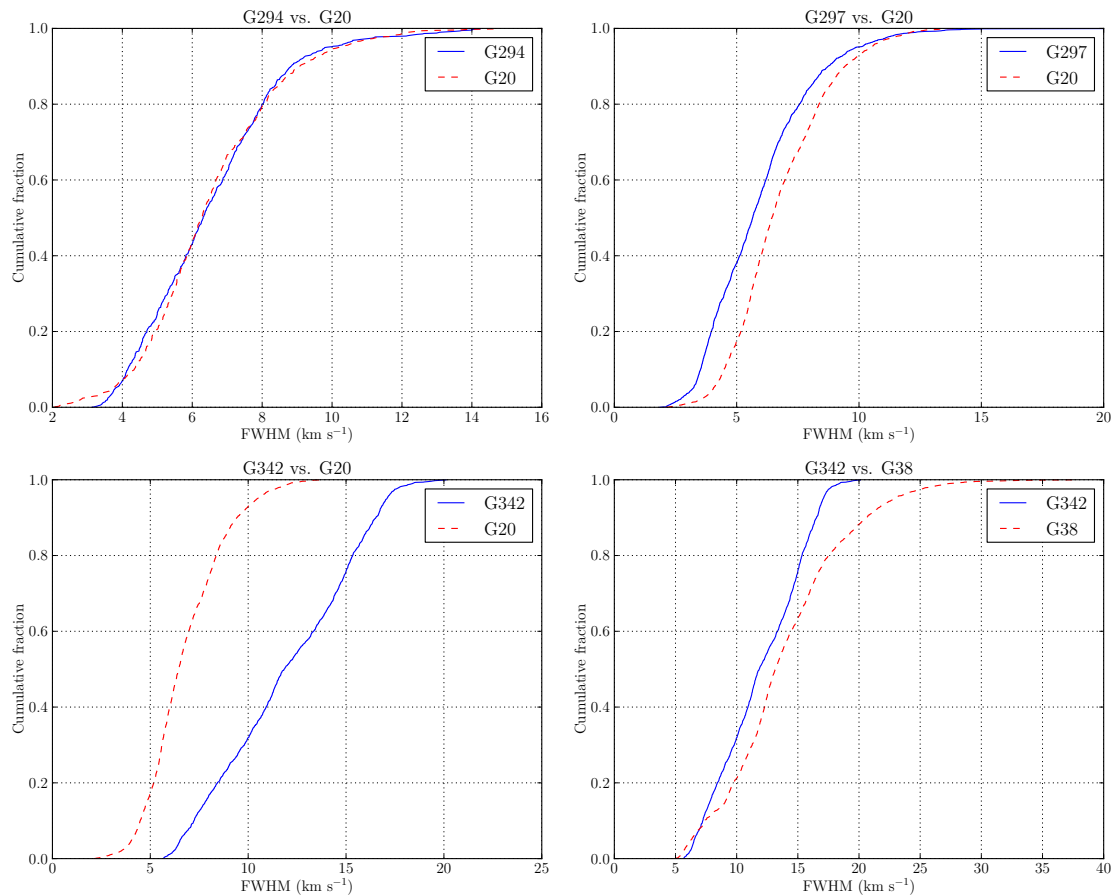 G294 vs. G20
1.0
0.8
0.6
0.4
0.2
0.0
Cumulative fraction
G294
G20
2 4 6 8 10 12 14 16
FWHM (km s⁻¹)
G297 vs. G20
1.0
0.8
0.6
0.4
0.2
0.0
Cumulative fraction
G297
G20
0 5 10 15 20
FWHM (km s⁻¹)
G342 vs. G20
1.0
0.8
0.6
0.4
0.2
0.0
Cumulative fraction
G342
G20
0 5 10 15 20 25
FWHM (km s⁻¹)
G342 vs. G38
1.0
0.8
0.6
0.4
0.2
0.0
Cumulative fraction
G342
G38
0 5 10 15 20 25 30 35 40
FWHM (km s⁻¹)